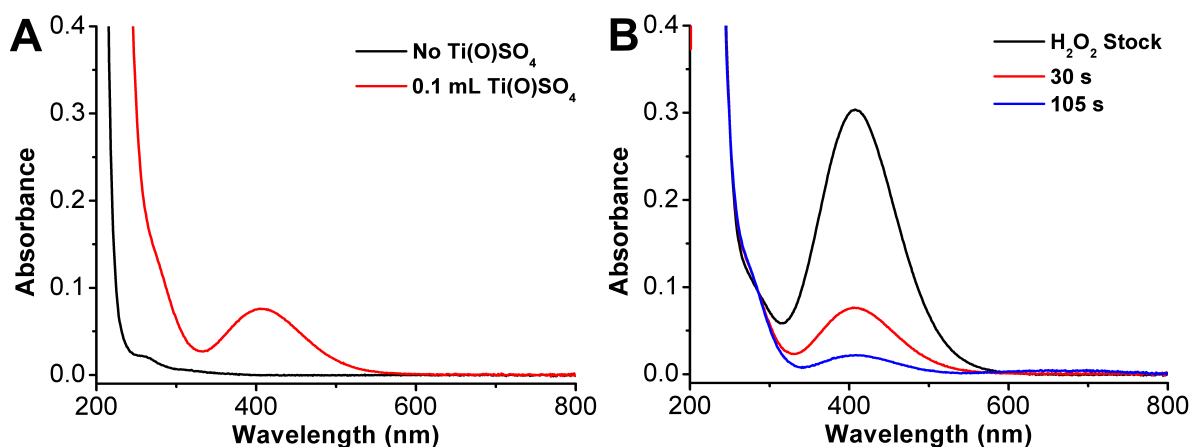 A
No Ti(O)SO₄
0.1 mL Ti(O)SO₄
Absorbance
0.4
0.3
0.2
0.1
0.0
200 400 600 800
Wavelength (nm)
B
H₂O₂ Stock
30 s
105 s
Absorbance
0.4
0.3
0.2
0.1
0.0
200 400 600 800
Wavelength (nm)